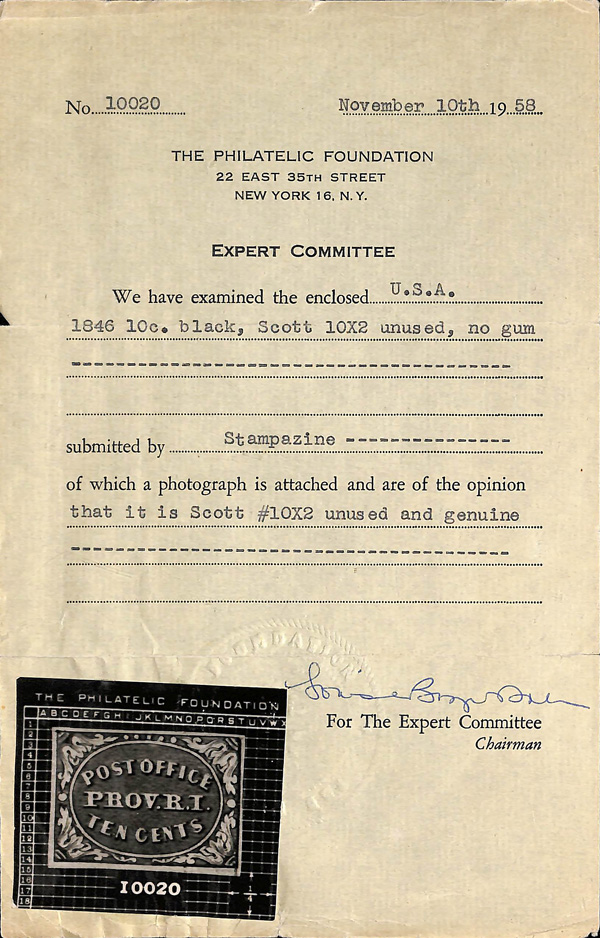 No. 10020
November 10th 19 58
THE PHILATELIC FOUNDATION
22 EAST 35TH STREET
NEW YORK 16, N. Y.
EXPERT COMMITTEE
We have examined the enclosed U.S.A.
1846 10c. black, Scott 10X2 unused, no gum
submitted by Stampazine
of which a photograph is attached and are of the opinion
that it is Scott #10X2 unused and genuine
For The Expert Committee
Chairman
THE PHILATELIC FOUNDATION
A B C D E F G H I J K L M N O P Q R S T U V W X
1
2
3
4
5
6
7
8
9
10
11
12
13
14
15
16
17
18
POST OFFICE
PROV. R. I.
TEN CENTS
10020
1/4